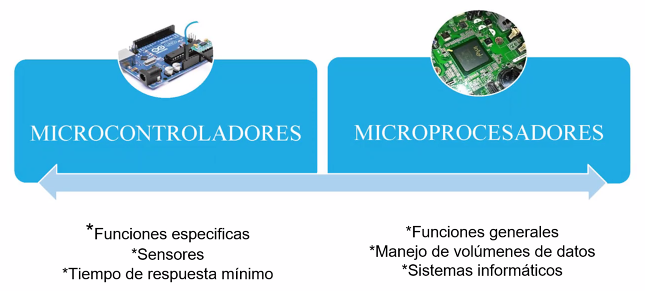 MICROCONTROLADORES
*Funciones especificas
*Sensores
*Tiempo de respuesta mínimo
MICROPROCESADORES
*Funciones generales
*Manejo de volúmenes de datos
*Sistemas informáticos